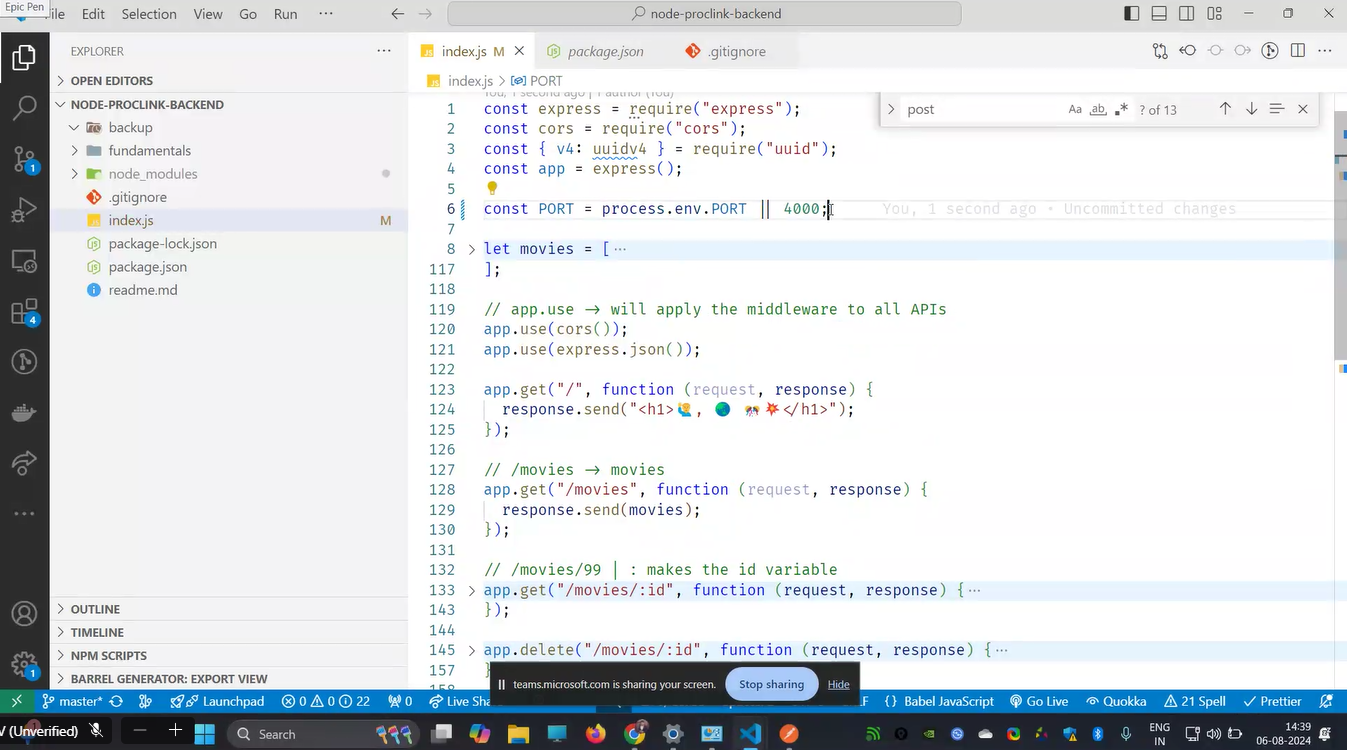 Epic Pen
File Edit Selection View Go Run ··· node-proclink-backend
EXPLORER ···
OPEN EDITORS
NODE-PROCLINK-BACKEND
backup
fundamentals
node_modules
.gitignore
index.js M
package-lock.json
package.json
readme.md
OUTLINE
TIMELINE
NPM SCRIPTS
BARREL GENERATOR: EXPORT VIEW
1
4
1
index.js M package.json .gitignore
index.js > PORT
post Aa ab .* ? of 13
You, 1 second ago | 1 author (You)
1 const express = require("express");
2 const cors = require("cors");
3 const { v4: uuidv4 } = require("uuid");
4 const app = express();
5
6 const PORT = process.env.PORT || 4000; You, 1 second ago • Uncommitted changes
7
8 let movies = [ ···
117 ];
118
119 // app.use -> will apply the middleware to all APIs
120 app.use(cors());
121 app.use(express.json());
122
123 app.get("/", function (request, response) {
124 response.send("<h1>🙋, 🌏 🎊💥</h1>");
125 });
126
127 // /movies -> movies
128 app.get("/movies", function (request, response) {
129 response.send(movies);
130 });
131
132 // /movies/99 | : makes the id variable
133 app.get("/movies/:id", function (request, response) { ···
143 });
144
145 app.delete("/movies/:id", function (request, response) { ···
157 }
teams.microsoft.com is sharing your screen. Stop sharing Hide
master* Launchpad 0 0 22 0 Live Babel JavaScript Go Live Quokka 21 Spell Prettier
(Unverified) Search ENG IN 14:39 06-08-2024